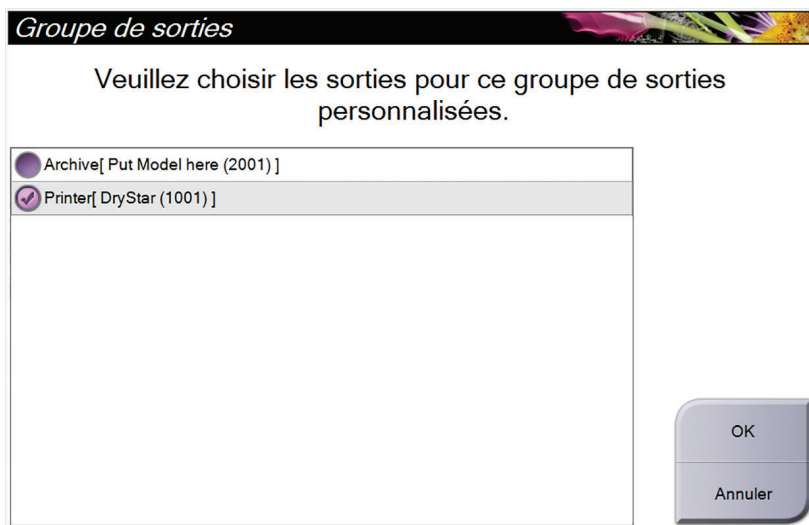 Groupe de sorties
Veuillez choisir les sorties pour ce groupe de sorties
personnalisées.
Archive[ Put Model here (2001) ]
Printer[ DryStar (1001) ]
OK
Annuler